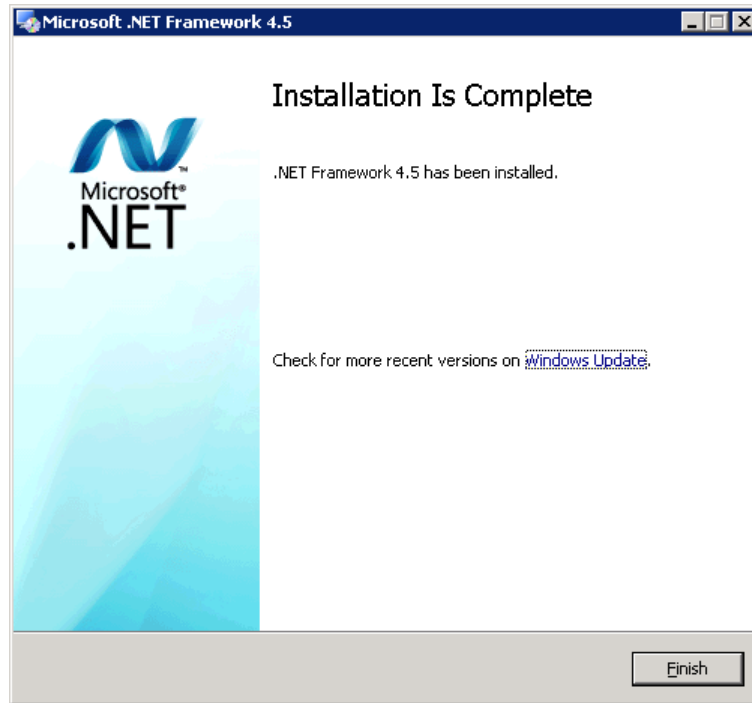 Microsoft .NET Framework 4.5
Installation Is Complete
.NET Framework 4.5 has been installed.
Microsoft®
.NET
™
Check for more recent versions on Windows Update.
Finish